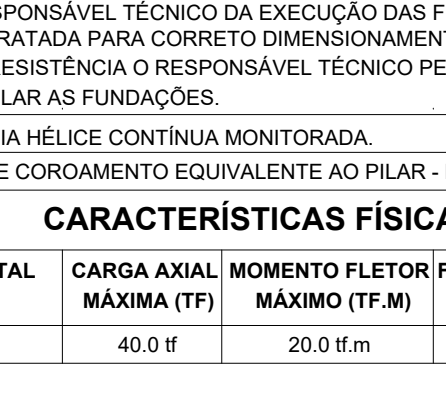 SPONSÁVEL TÉCNICO DA EXECUÇÃO DAS F
RATADA PARA CORRETO DIMENSIONAMENT
RESISTÊNCIA O RESPONSÁVEL TÉCNICO PE
LAR AS FUNDAÇÕES.
IA HÉLICE CONTÍNUA MONITORADA.
E COROAMENTO EQUIVALENTE AO PILAR -
CARACTERÍSTICAS FÍSICA
TAL CARGA AXIAL MOMENTO FLETOR F
MÁXIMA (TF) MÁXIMO (TF.M)
40.0 tf 20.0 tf.m